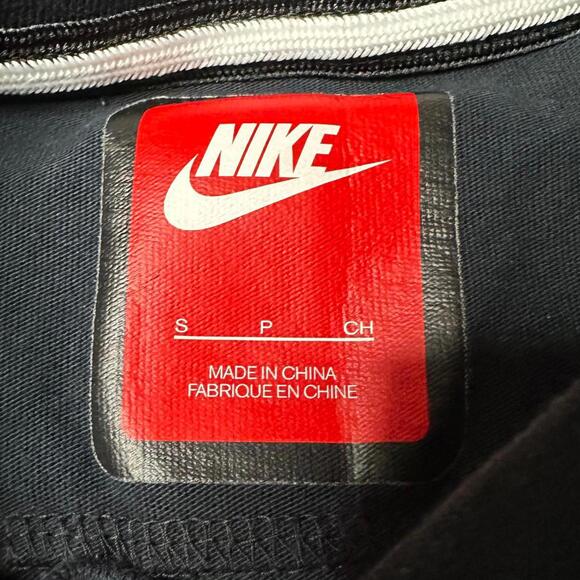 NIKE
S P CH
MADE IN CHINA
FABRIQUE EN CHINE